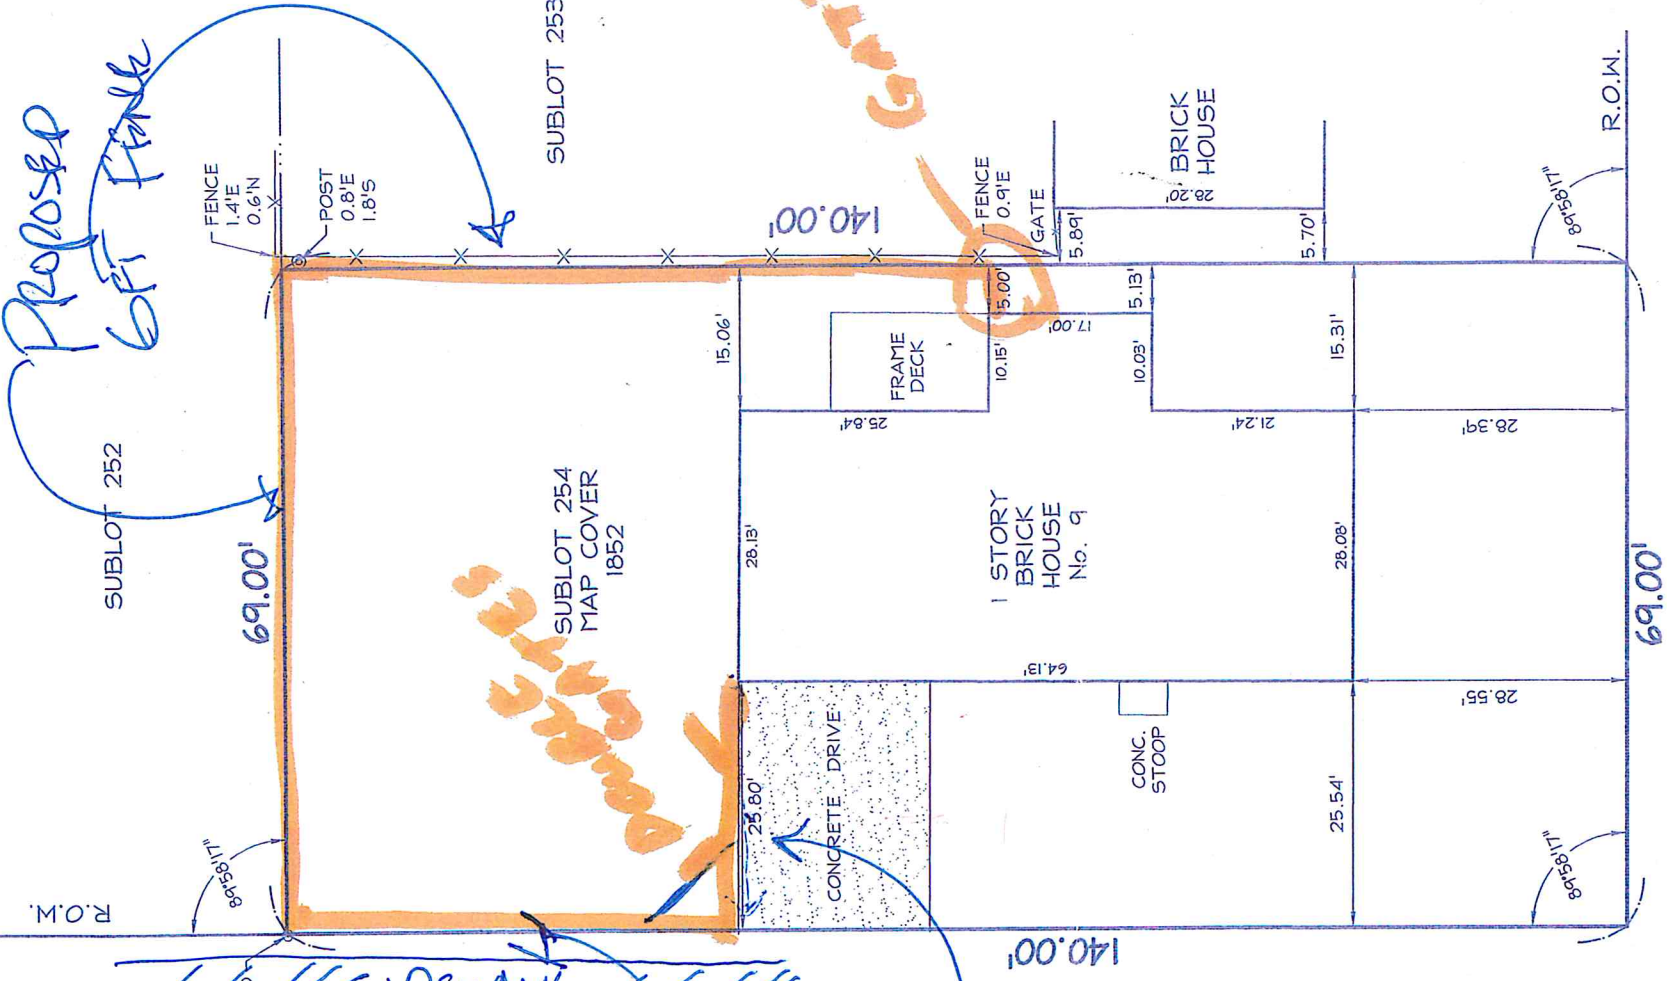 PROPOSED
6FT
SUBLOT 252
SUBLOT 253
FENCE
1.4'E
0.6'N
POST
0.8'E
1.8'S
140.00'
FENCE
0.9'E
GATE
5.89'
BRICK
HOUSE
28.20'
5.70'
R.O.W.
89°58'17"
69.00'
15.06'
FRAME
DECK
5.00'
10.15'
17.00'
5.13'
10.03'
15.31'
25.84'
21.24'
28.39'
SUBLOT 254
MAP COVER
1852
28.13'
1 STORY
BRICK
HOUSE
No. 9
28.08'
69.00'
DOUBLE
GATES
64.13'
28.55'
25.80'
CONCRETE DRIVE
CONC.
STOOP
25.54'
R.O.W.
89°58'17"
89°58'17"
140.00'